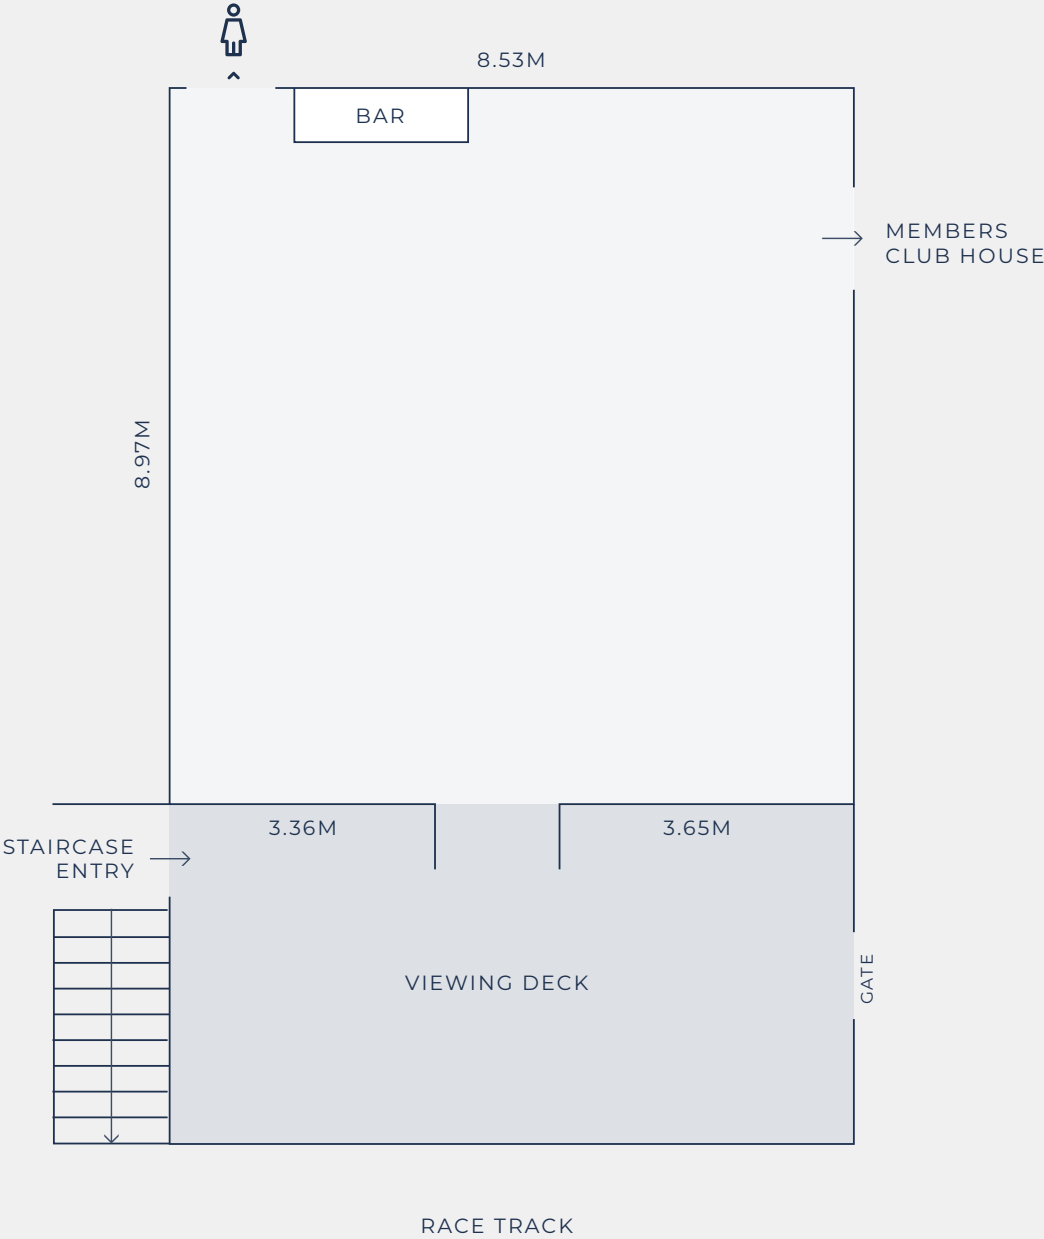 8.53M
BAR
MEMBERS
CLUB HOUSE
8.97M
3.36M
3.65M
STAIRCASE
ENTRY
GATE
VIEWING DECK
RACE TRACK